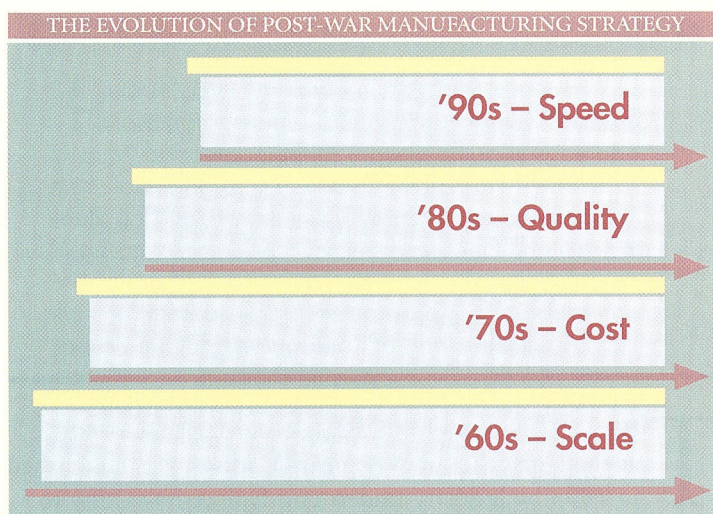 THE EVOLUTION OF POST-WAR MANUFACTURING STRATEGY
’90s – Speed
’80s – Quality
’70s – Cost
’60s – Scale